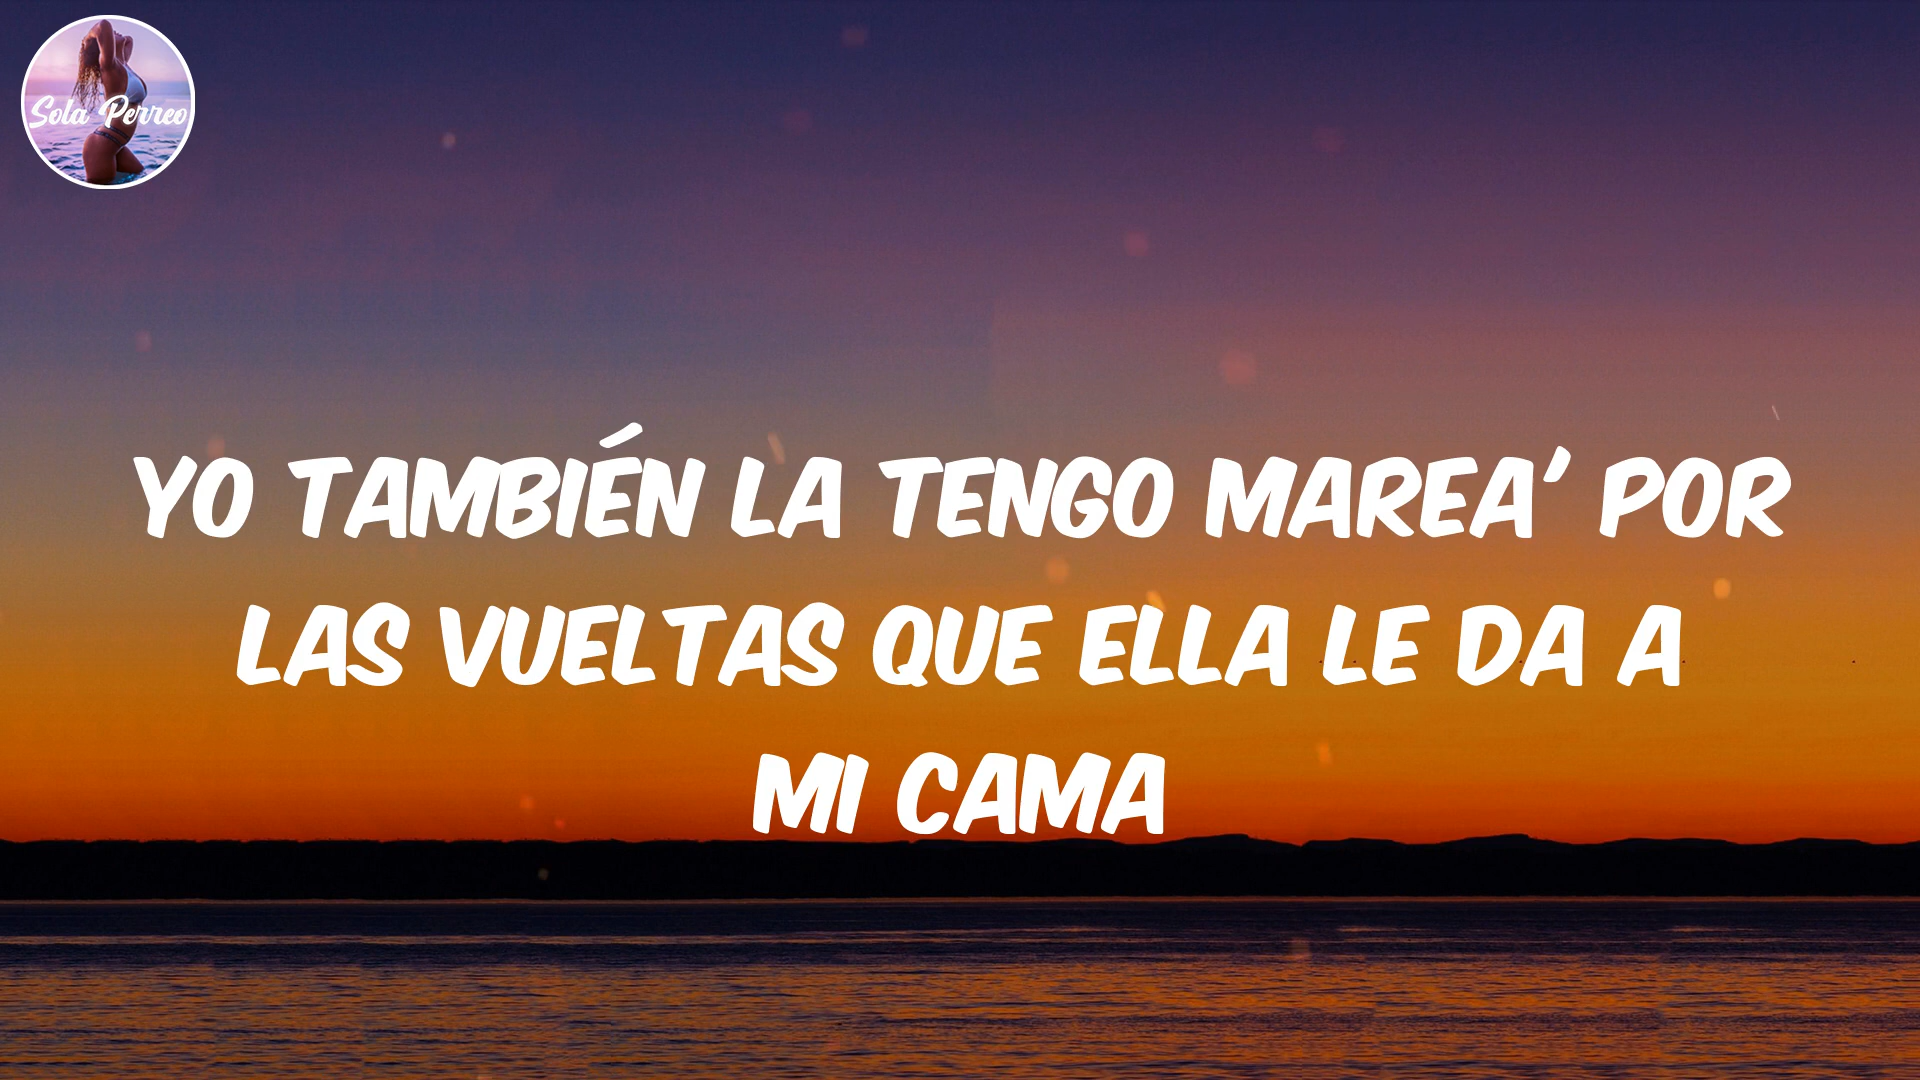 Sola Perreo
YO TAMBIÉN LA TENGO MAREA' POR
LAS VUELTAS QUE ELLA LE DA A
MI CAMA